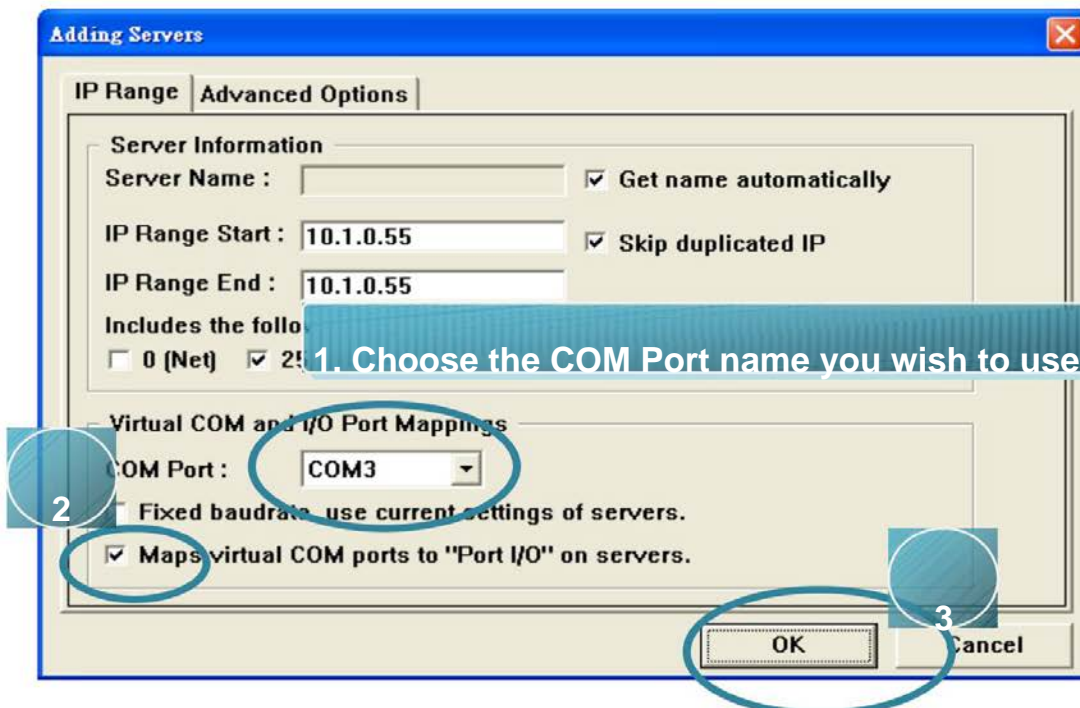 Adding Servers
IP Range Advanced Options
Server Information
Server Name :
Get name automatically
IP Range Start : 10.1.0.55
Skip duplicated IP
IP Range End : 10.1.0.55
Includes the
0 (Net)
1. Choose the COM Port name you wish to use
Virtual COM and I/O Port Mappings
COM Port : COM3
2
Fixed baudrate, use current settings of servers.
Maps virtual COM ports to "Port I/O" on servers.
3
OK Cancel